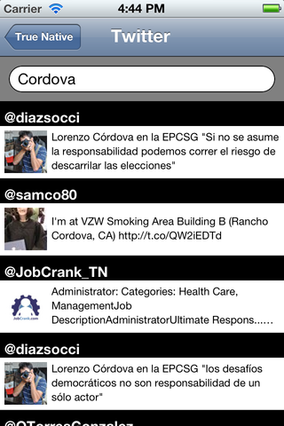 Carrier 4:44 PM
True Native Twitter
Cordova
@diazsocci
Lorenzo Córdova en la EPCSG "Si no se asume
la responsabilidad podemos correr el riesgo de
descarrilar las elecciones"
@samco80
I'm at VZW Smoking Area Building B (Rancho
Cordova, CA) http://t.co/QW2iEDTd
@JobCrank_TN
Administrator: Categories: Health Care,
ManagementJob
DescriptionAdministratorUltimate Respons......
@diazsocci
Lorenzo Córdova en la EPCSG "los desafíos
democráticos no son responsabilidad de un
sólo actor"
@OTorresGonzalez